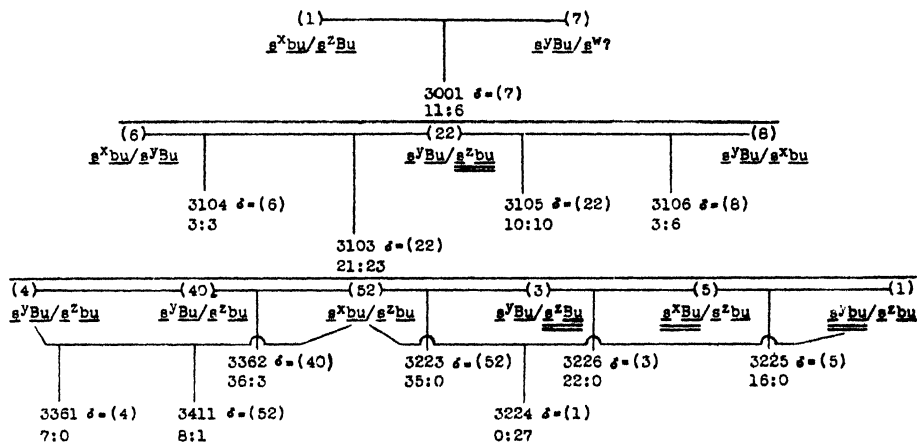 (1) (7)
s^x bu/s^z Bu s^y Bu/s^w?
3001 ♂=(7)
11:6
(6) (22) (8)
s^x bu/s^y Bu s^y Bu/s^z bu s^y Bu/s^x bu
3104 ♂=(6) 3105 ♂=(22) 3106 ♂=(8)
3:3 10:10 3:6
3103 ♂=(22)
21:23
(4) (40) (52) (3) (5) (1)
s^y Bu/s^z bu s^y Bu/s^z bu s^x bu/s^z bu s^y Bu/s^z Bu s^x Bu/s^z bu s^y bu/s^z bu
3362 ♂=(40) 3223 ♂=(52) 3226 ♂=(3) 3225 ♂=(5)
36:3 35:0 22:0 16:0
3361 ♂=(4) 3411 ♂=(52) 3224 ♂=(1)
7:0 8:1 0:27